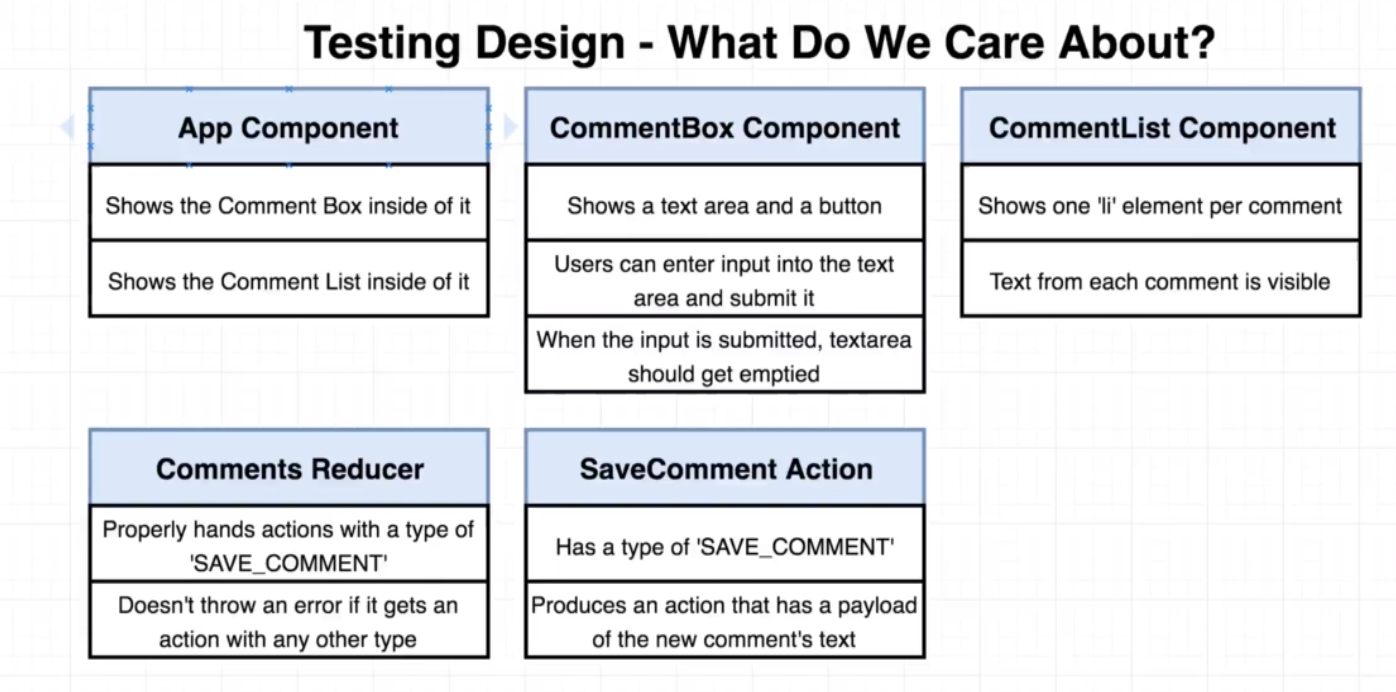 Testing Design - What Do We Care About?
App Component
Shows the Comment Box inside of it
Shows the Comment List inside of it
CommentBox Component
Shows a text area and a button
Users can enter input into the text
area and submit it
When the input is submitted, textarea
should get emptied
CommentList Component
Shows one 'li' element per comment
Text from each comment is visible
Comments Reducer
Properly hands actions with a type of
'SAVE_COMMENT'
Doesn't throw an error if it gets an
action with any other type
SaveComment Action
Has a type of 'SAVE_COMMENT'
Produces an action that has a payload
of the new comment's text